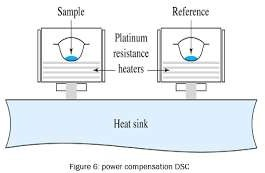 Sample
Reference
Platinum
resistance
heaters
Heat sink
Figure 6: power compensation DSC